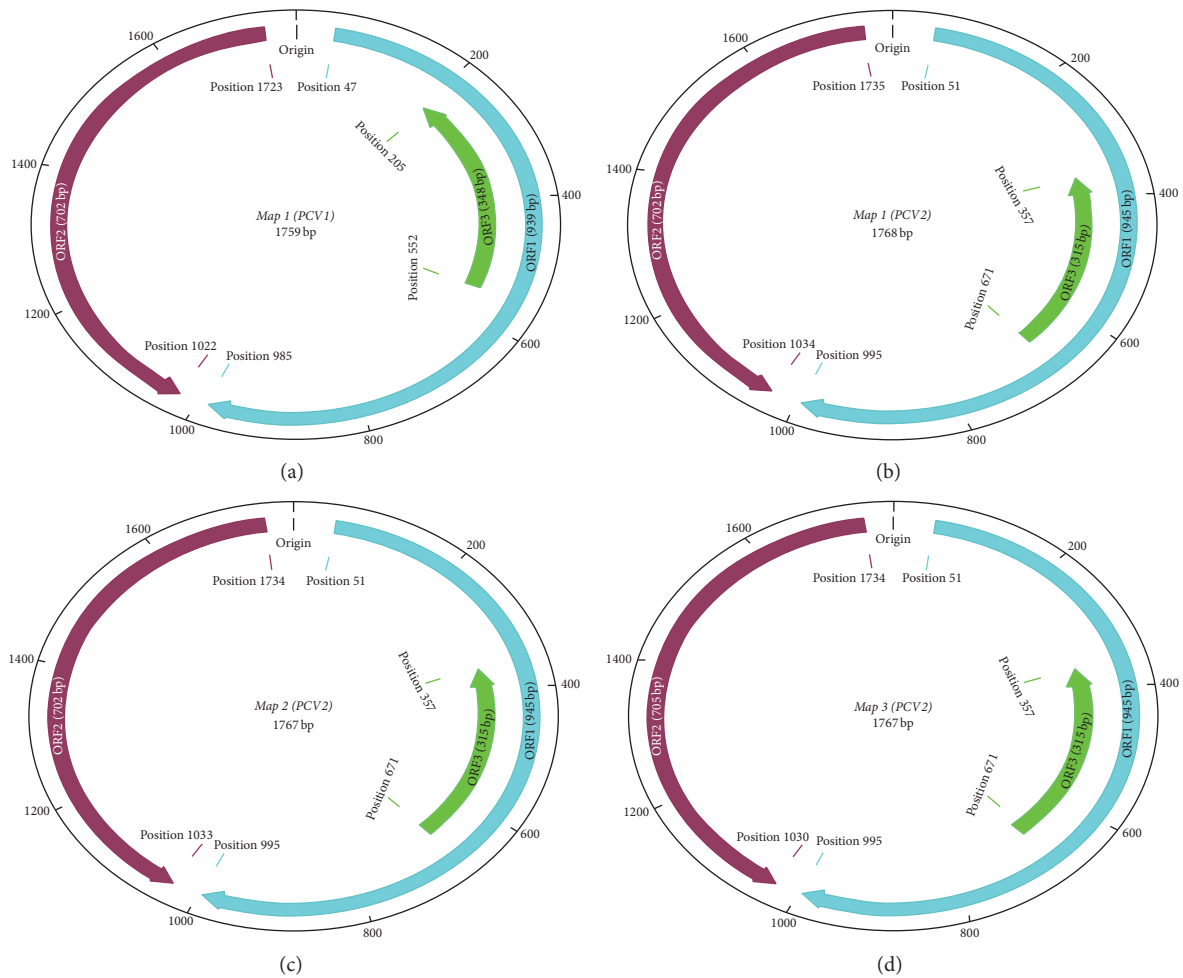 Origin
Position 1723
Position 47
200
400
600
800
1000
1200
1400
1600
Position 205
Position 552
Map 1 (PCV1)
1759 bp
ORF2 (702 bp)
ORF3 (348 bp)
ORF1 (939 bp)
Position 1022
Position 985
(a)
Origin
Position 1735
Position 51
200
400
600
800
1000
1200
1400
1600
Position 357
Position 671
Map 1 (PCV2)
1768 bp
ORF2 (702 bp)
ORF3 (315 bp)
ORF1 (945 bp)
Position 1034
Position 995
(b)
Origin
Position 1734
Position 51
200
400
600
800
1000
1200
1400
1600
Position 357
Position 671
Map 2 (PCV2)
1767 bp
ORF2 (702 bp)
ORF3 (315 bp)
ORF1 (945 bp)
Position 1033
Position 995
(c)
Origin
Position 1734
Position 51
200
400
600
800
1000
1200
1400
1600
Position 357
Position 671
Map 3 (PCV2)
1767 bp
ORF2 (705 bp)
ORF3 (315 bp)
ORF1 (945 bp)
Position 1030
Position 995
(d)